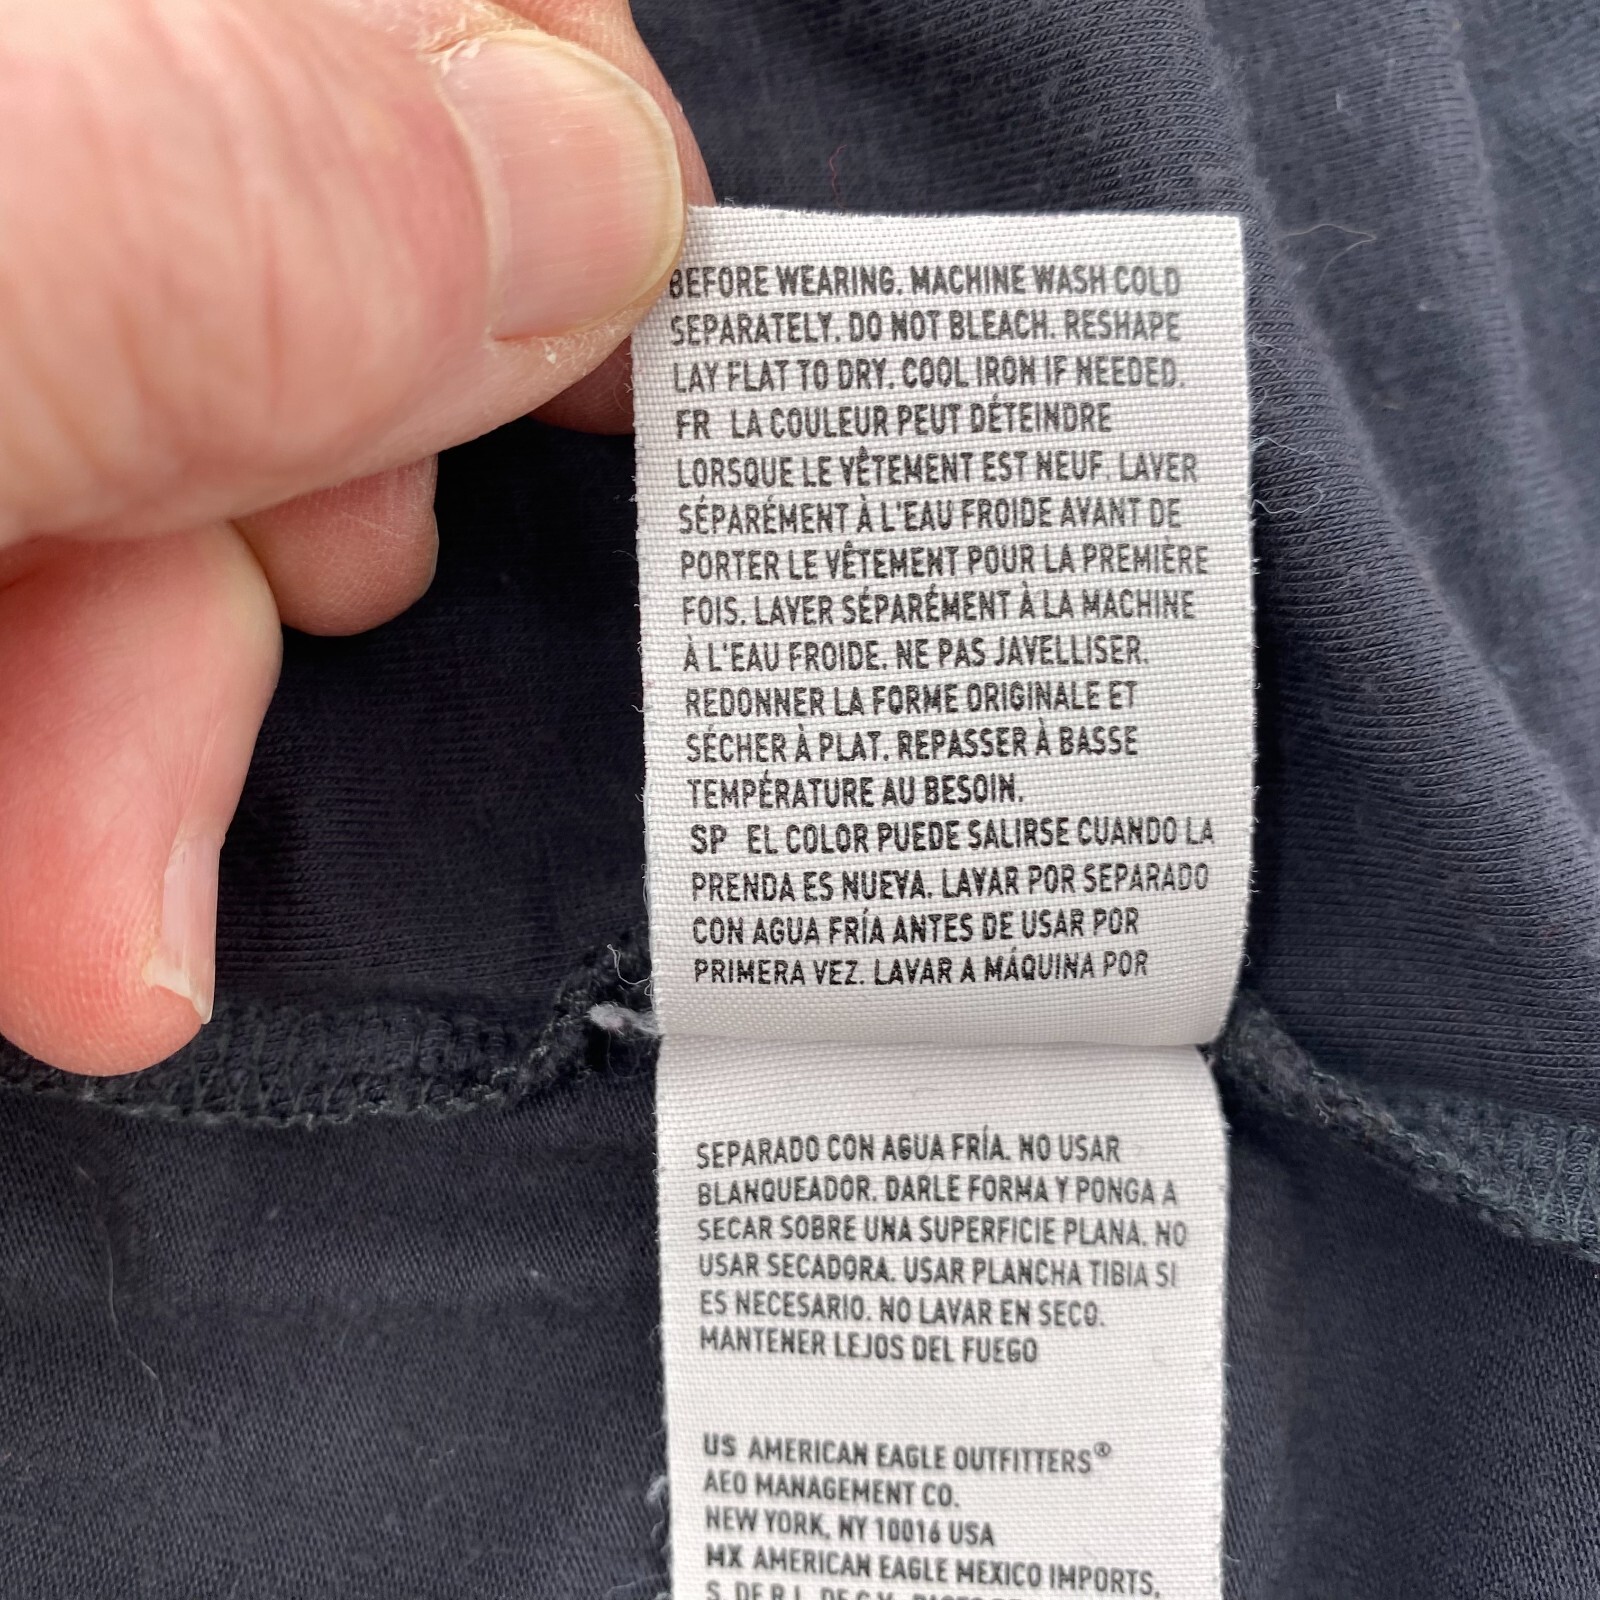 BEFORE WEARING. MACHINE WASH COLD
SEPARATELY. DO NOT BLEACH. RESHAPE
LAY FLAT TO DRY. COOL IRON IF NEEDED.
FR LA COULEUR PEUT DÉTEINDRE
LORSQUE LE VÊTEMENT EST NEUF. LAVER
SÉPARÉMENT À L'EAU FROIDE AVANT DE
PORTER LE VÊTEMENT POUR LA PREMIÈRE
FOIS. LAVER SÉPARÉMENT À LA MACHINE
À L'EAU FROIDE. NE PAS JAVELLISER.
REDONNER LA FORME ORIGINALE ET
SÉCHER À PLAT. REPASSER À BASSE
TEMPÉRATURE AU BESOIN.
SP EL COLOR PUEDE SALIRSE CUANDO LA
PRENDA ES NUEVA. LAVAR POR SEPARADO
CON AGUA FRÍA ANTES DE USAR POR
PRIMERA VEZ. LAVAR A MÁQUINA POR
SEPARADO CON AGUA FRÍA. NO USAR
BLANQUEADOR. DARLE FORMA Y PONGA A
SECAR SOBRE UNA SUPERFICIE PLANA. NO
USAR SECADORA. USAR PLANCHA TIBIA SI
ES NECESARIO. NO LAVAR EN SECO.
MANTENER LEJOS DEL FUEGO
US AMERICAN EAGLE OUTFITTERS®
AEO MANAGEMENT CO.
NEW YORK, NY 10016 USA
MX AMERICAN EAGLE MEXICO IMPORTS,
S. DE R.L. DE C.V.